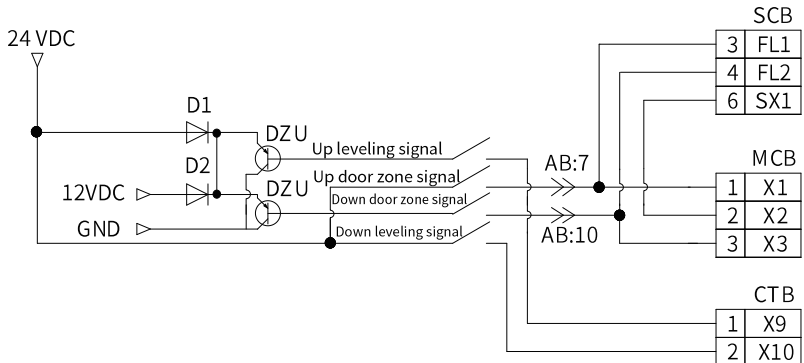 24 VDC
D1
DZU
D2
DZU
12VDC
GND
Up leveling signal
Up door zone signal
Down door zone signal
Down leveling signal
AB:7
AB:10
SCB
3 FL1
4 FL2
6 SX1
MCB
1 X1
2 X2
3 X3
CTB
1 X9
2 X10